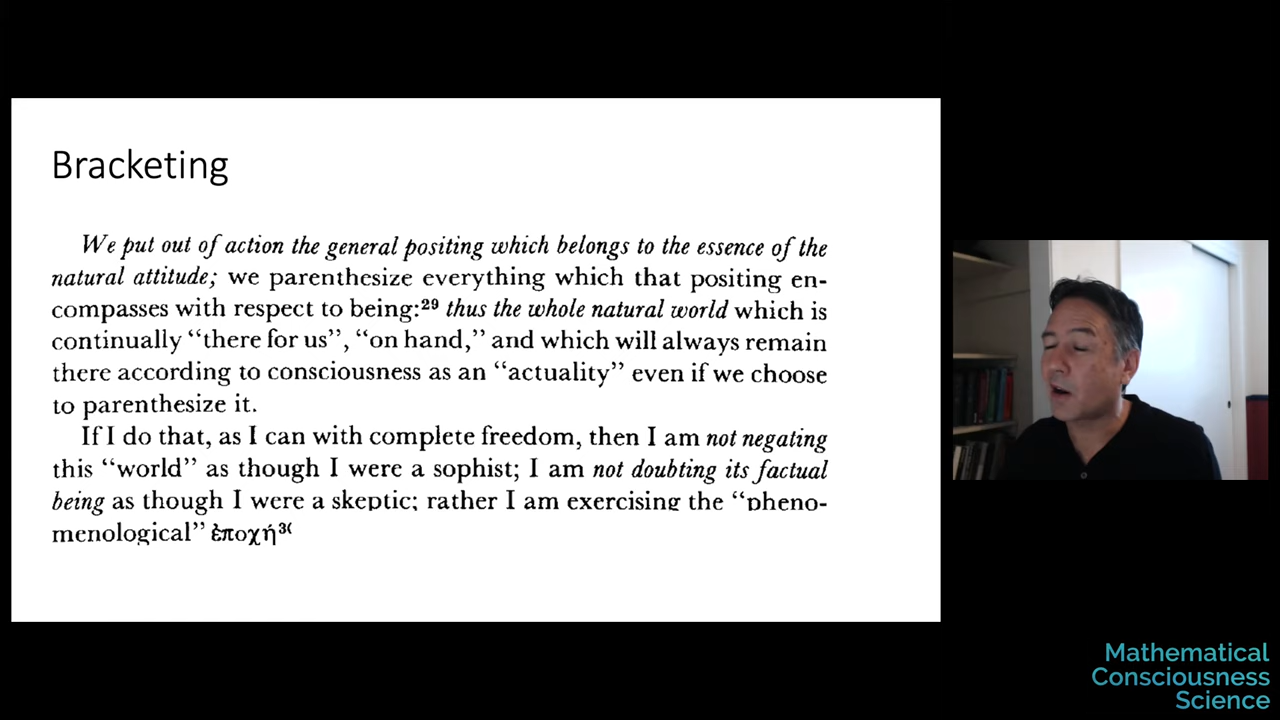 Bracketing
We put out of action the general positing which belongs to the essence of the
natural attitude; we parenthesize everything which that positing en-
compasses with respect to being:²⁹ thus the whole natural world which is
continually “there for us”, “on hand,” and which will always remain
there according to consciousness as an “actuality” even if we choose
to parenthesize it.
If I do that, as I can with complete freedom, then I am not negating
this “world” as though I were a sophist; I am not doubting its factual
being as though I were a skeptic; rather I am exercising the “pheno-
menological” ἐποχή
Mathematical
Consciousness
Science